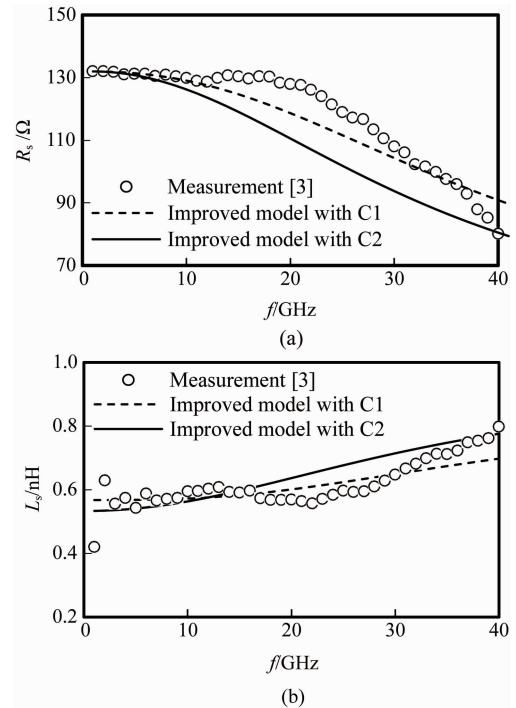 150
130
110
90
70
R_s /Ω
Measurement [3]
Improved model with C1
Improved model with C2
0
10
20
30
40
f/GHz
(a)
1.0
0.8
0.6
0.4
0.2
L_s/nH
Measurement [3]
Improved model with C1
Improved model with C2
0
10
20
30
40
f/GHz
(b)